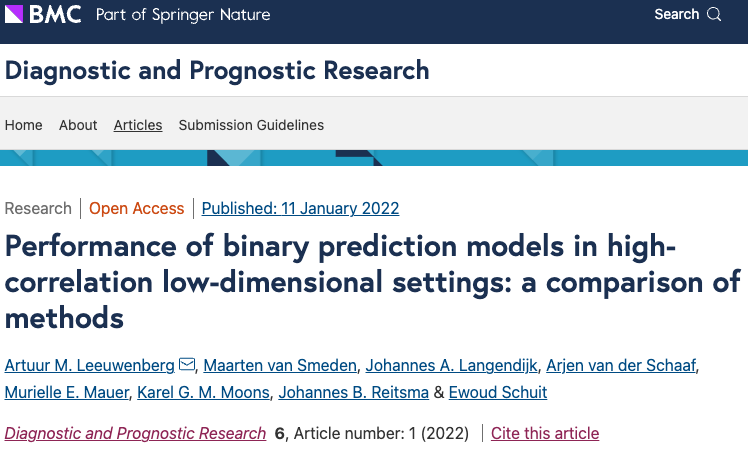 BMC Part of Springer Nature Search
Diagnostic and Prognostic Research
Home About Articles Submission Guidelines
Research | Open Access | Published: 11 January 2022
Performance of binary prediction models in high-
correlation low-dimensional settings: a comparison of
methods
Artuur M. Leeuwenberg, Maarten van Smeden, Johannes A. Langendijk, Arjen van der Schaaf,
Murielle E. Mauer, Karel G. M. Moons, Johannes B. Reitsma & Ewoud Schuit
Diagnostic and Prognostic Research 6, Article number: 1 (2022) | Cite this article